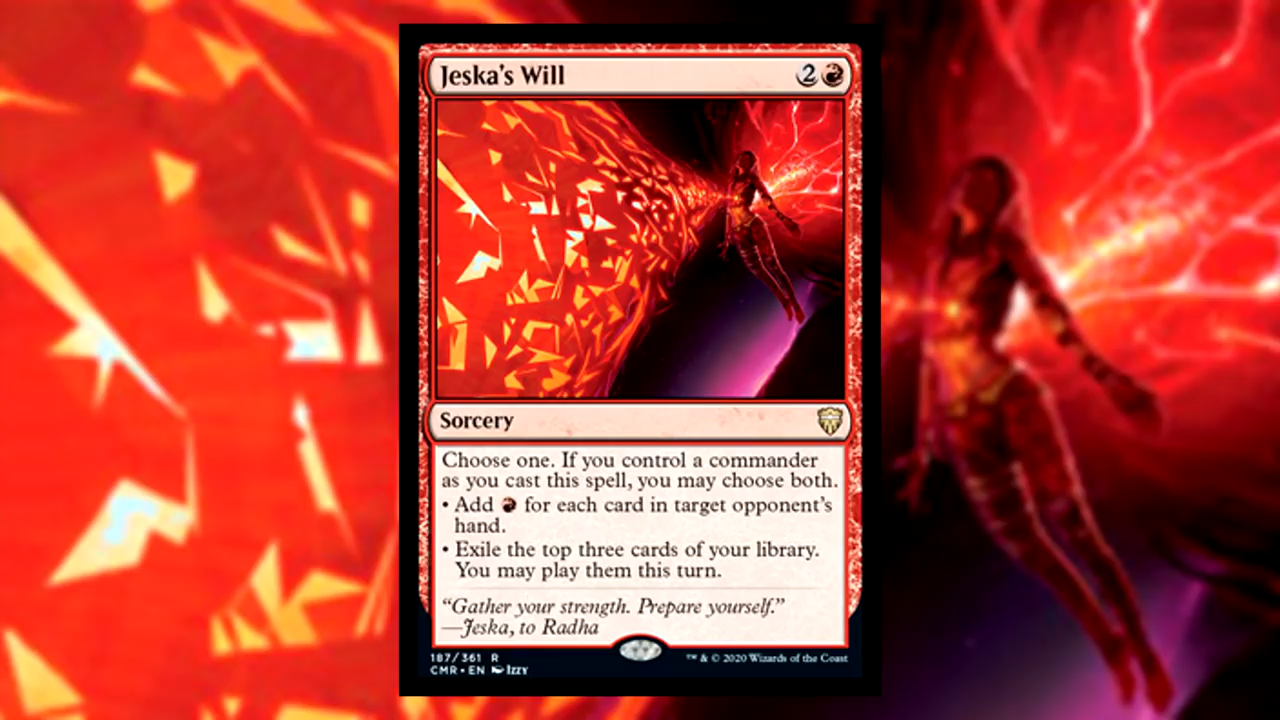 Jeska's Will
2
Sorcery
Choose one. If you control a commander
as you cast this spell, you may choose both.
• Add for each card in target opponent's
hand.
• Exile the top three cards of your library.
You may play them this turn.
“Gather your strength. Prepare yourself.”
—Jeska, to Radha
187/361 R
CMR • EN Izzy
™ & © 2020 Wizards of the Coast